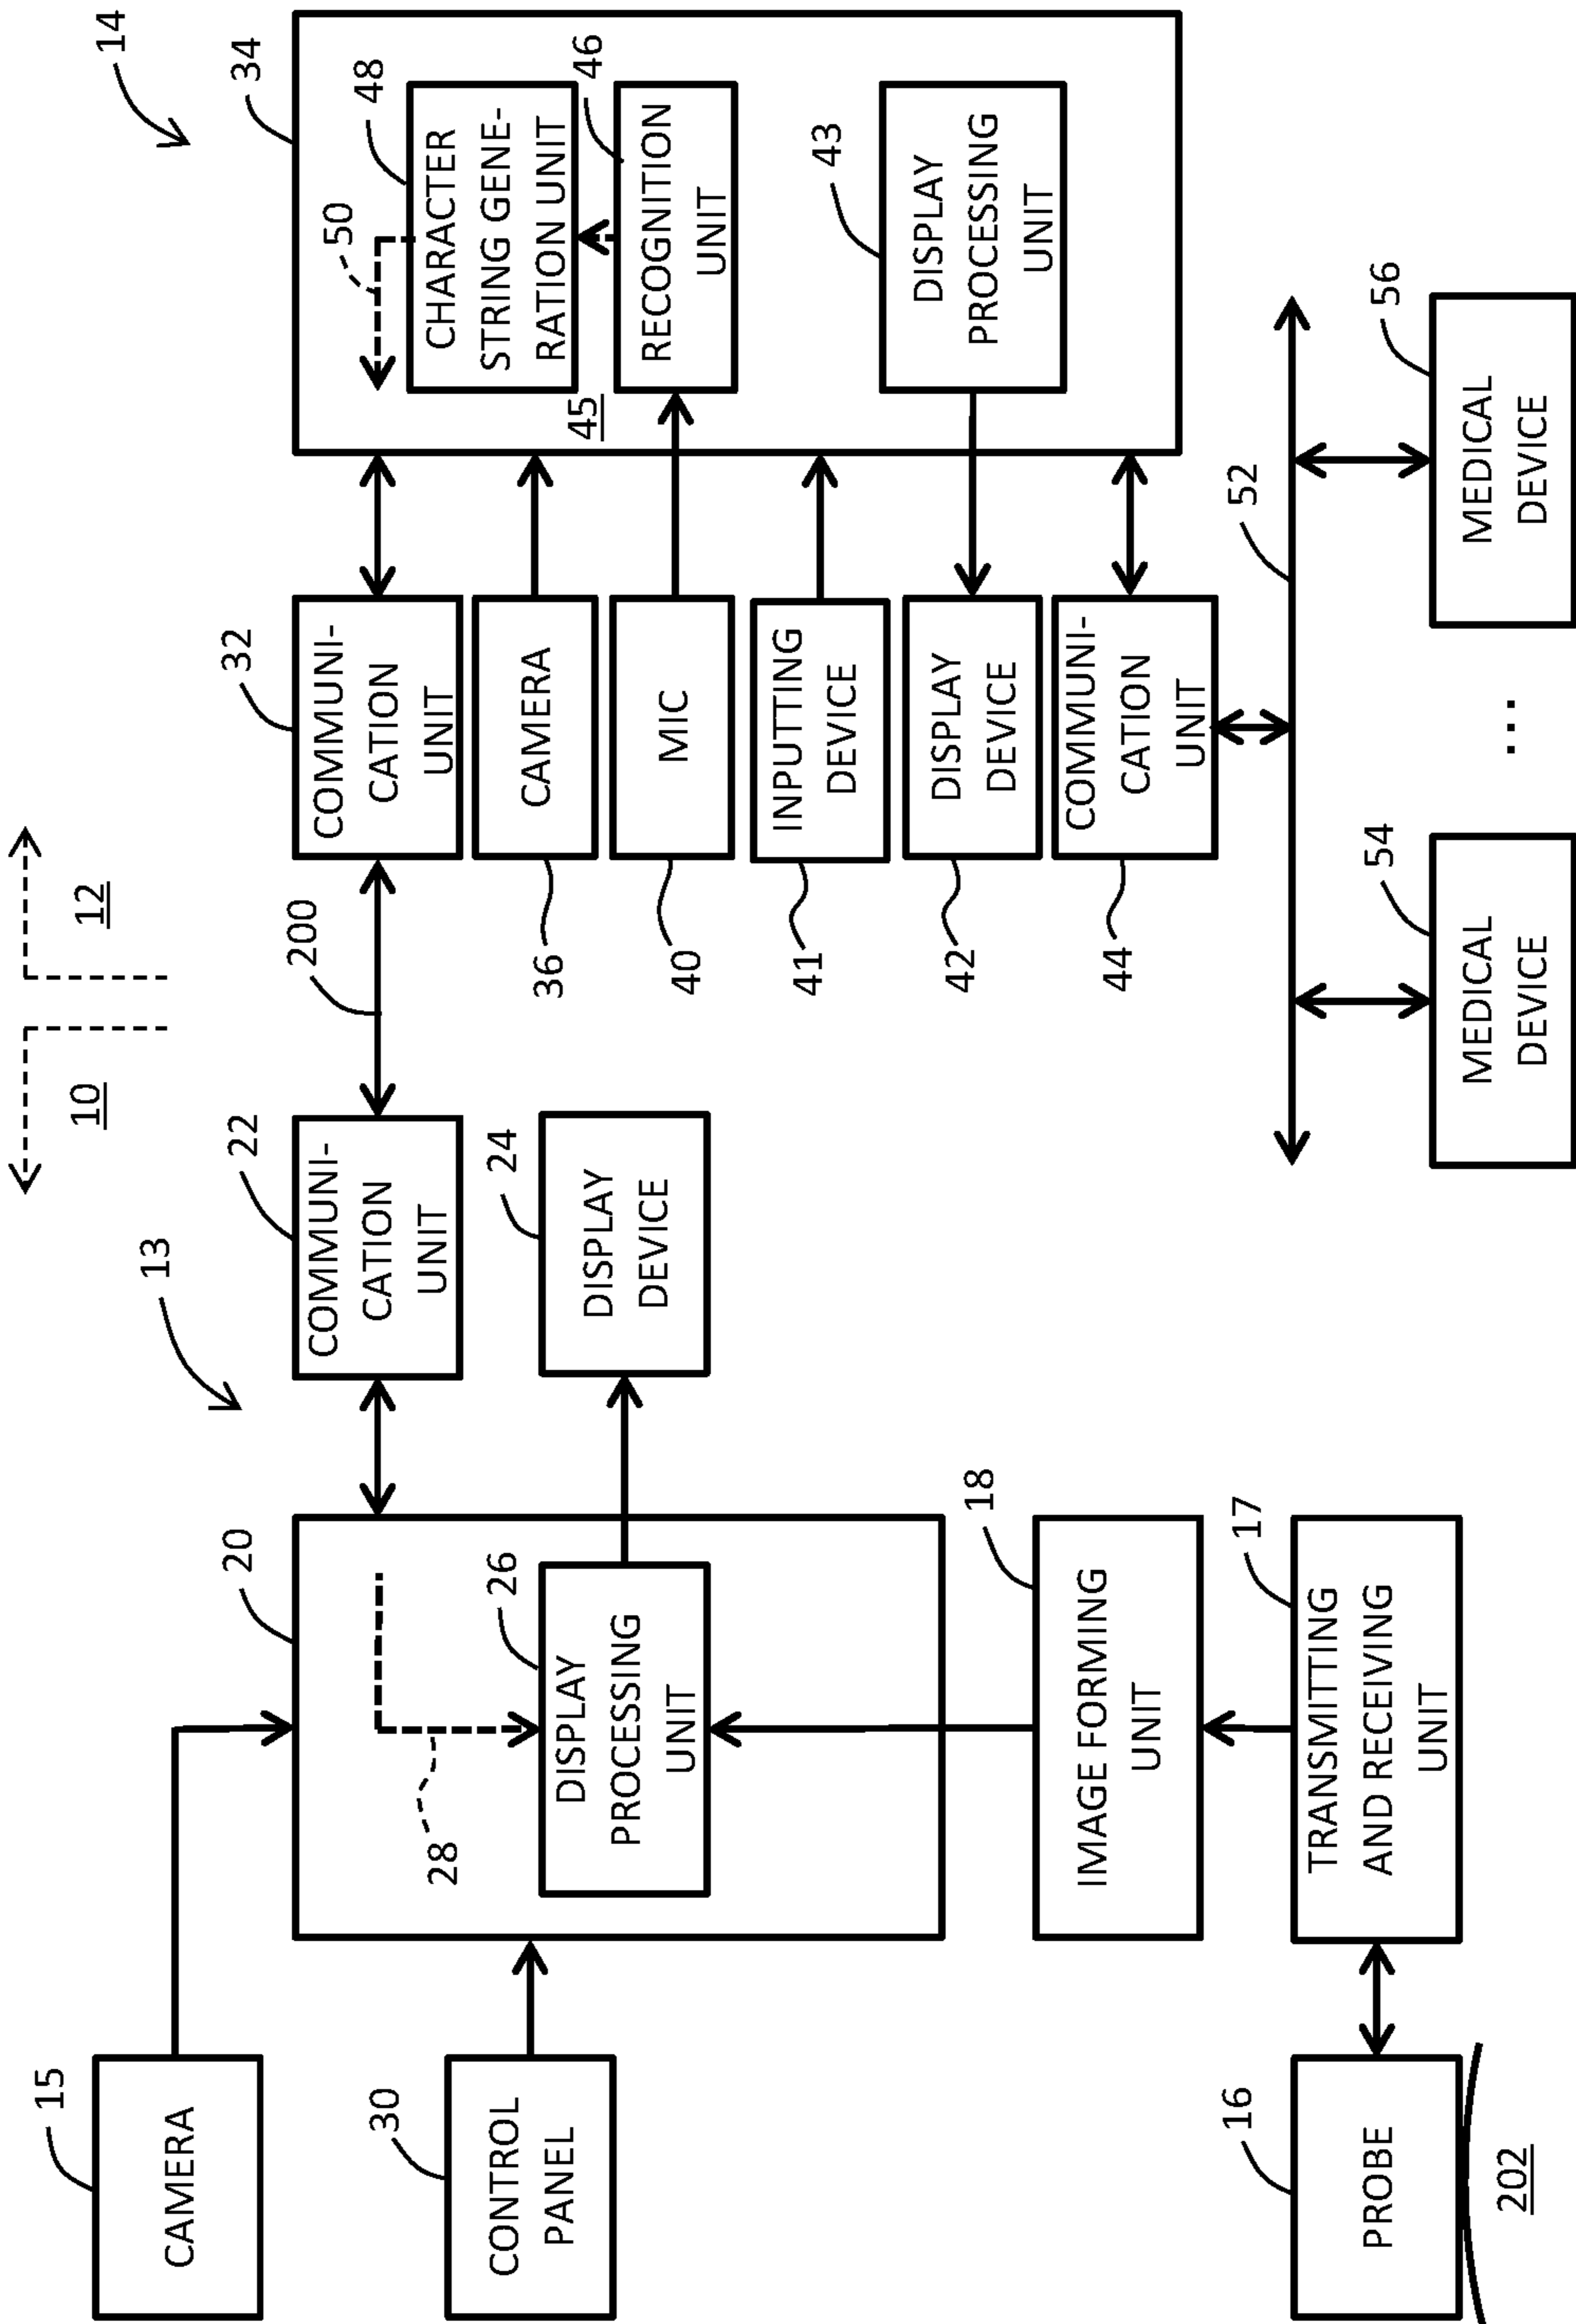 10
12
13
14
15
CAMERA
30
CONTROL
PANEL
20
28
26
DISPLAY
PROCESSING
UNIT
22
COMMUNI-
CATION
UNIT
24
DISPLAY
DEVICE
18
IMAGE FORMING
UNIT
17
TRANSMITTING
AND RECEIVING
UNIT
16
PROBE
202
200
32
COMMUNI-
CATION
UNIT
36
CAMERA
40
MIC
41
INPUTTING
DEVICE
42
DISPLAY
DEVICE
44
COMMUNI-
CATION
UNIT
34
50
48
CHARACTER
STRING GENE-
RATION UNIT
45
46
RECOGNITION
UNIT
43
DISPLAY
PROCESSING
UNIT
52
54
MEDICAL
DEVICE
...
56
MEDICAL
DEVICE